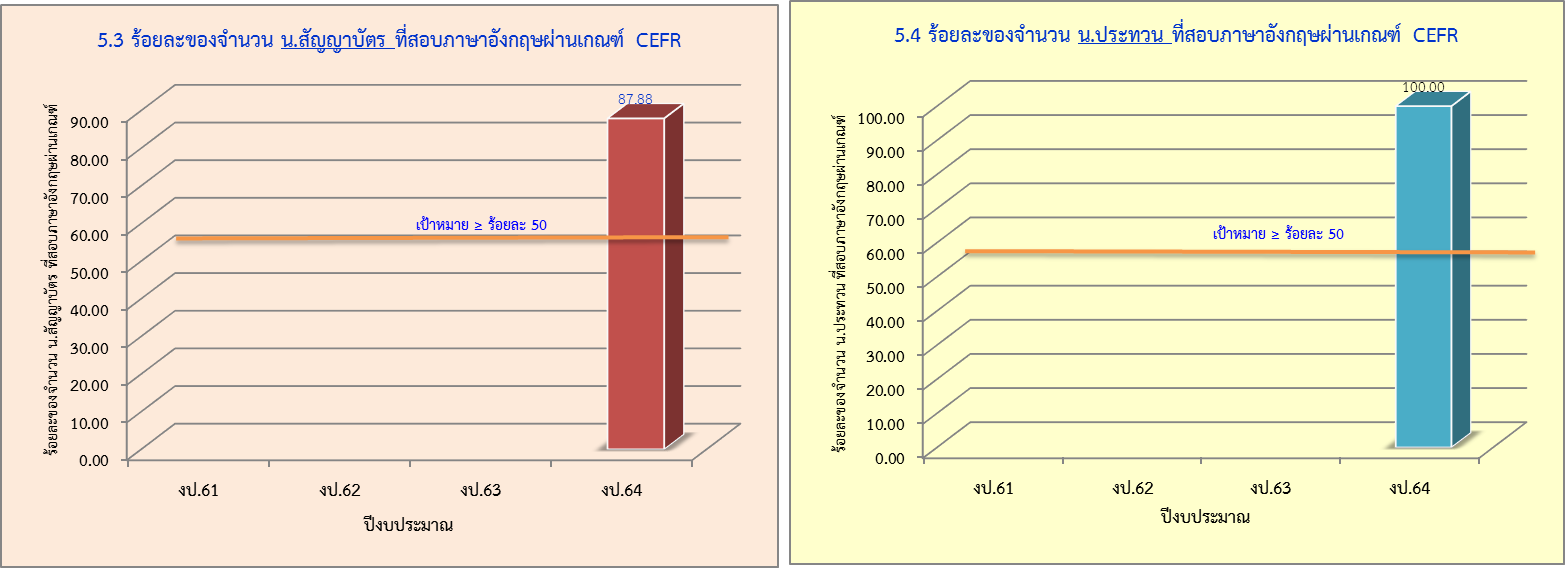 5.3 ร้อยละของจำนวน น.สัญญาบัตร ที่สอบภาษาอังกฤษผ่านเกณฑ์ CEFR
ร้อยละของจำนวน น.สัญญาบัตร ที่สอบภาษาอังกฤษผ่านเกณฑ์
90.00
80.00
70.00
60.00
50.00
40.00
30.00
20.00
10.00
0.00
87.88
เป้าหมาย ≥ ร้อยละ 50
งป.61 งป.62 งป.63 งป.64
ปีงบประมาณ
5.4 ร้อยละของจำนวน น.ประทวน ที่สอบภาษาอังกฤษผ่านเกณฑ์ CEFR
ร้อยละของจำนวน น.ประทวน ที่สอบภาษาอังกฤษผ่านเกณฑ์
100.00
90.00
80.00
70.00
60.00
50.00
40.00
30.00
20.00
10.00
0.00
100.00
เป้าหมาย ≥ ร้อยละ 50
งป.61 งป.62 งป.63 งป.64
ปีงบประมาณ